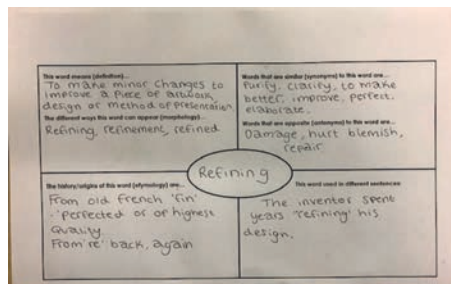 This word means (definition)...
To make minor changes to
improve a piece of artwork,
design or method of presentation.
The different ways this word can appear (morphology)...
Refining, refinement, refined
Words that are similar (synonyms) to this word are...
Purify, clarify, to make
better, improve, perfect,
elaborate.
Words that are opposite (antonyms) to this word are...
Damage, hurt blemish,
repair
Refining
The history/origins of this word (etymology) are...
From old French 'fin'
'perfected or of highest
quality
From 're' back, again
This word used in different sentences
The inventor spent
years 'refining' his
design.